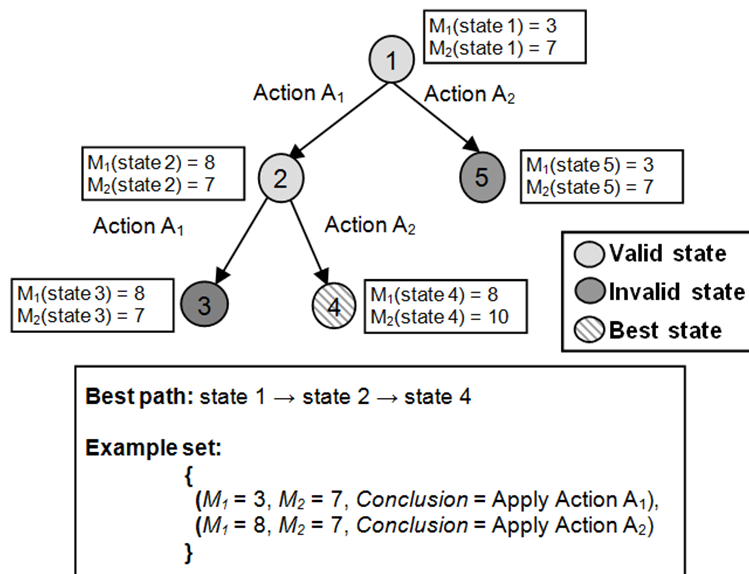 M₁(state 1) = 3
M₂(state 1) = 7
1
Action A₁
Action A₂
M₁(state 2) = 8
M₂(state 2) = 7
2
5
M₁(state 5) = 3
M₂(state 5) = 7
Action A₁
Action A₂
M₁(state 3) = 8
M₂(state 3) = 7
3
4
M₁(state 4) = 8
M₂(state 4) = 10
Valid state
Invalid state
Best state
Best path: state 1 → state 2 → state 4
Example set:
{
(M₁ = 3, M₂ = 7, Conclusion = Apply Action A₁),
(M₁ = 8, M₂ = 7, Conclusion = Apply Action A₂)
}